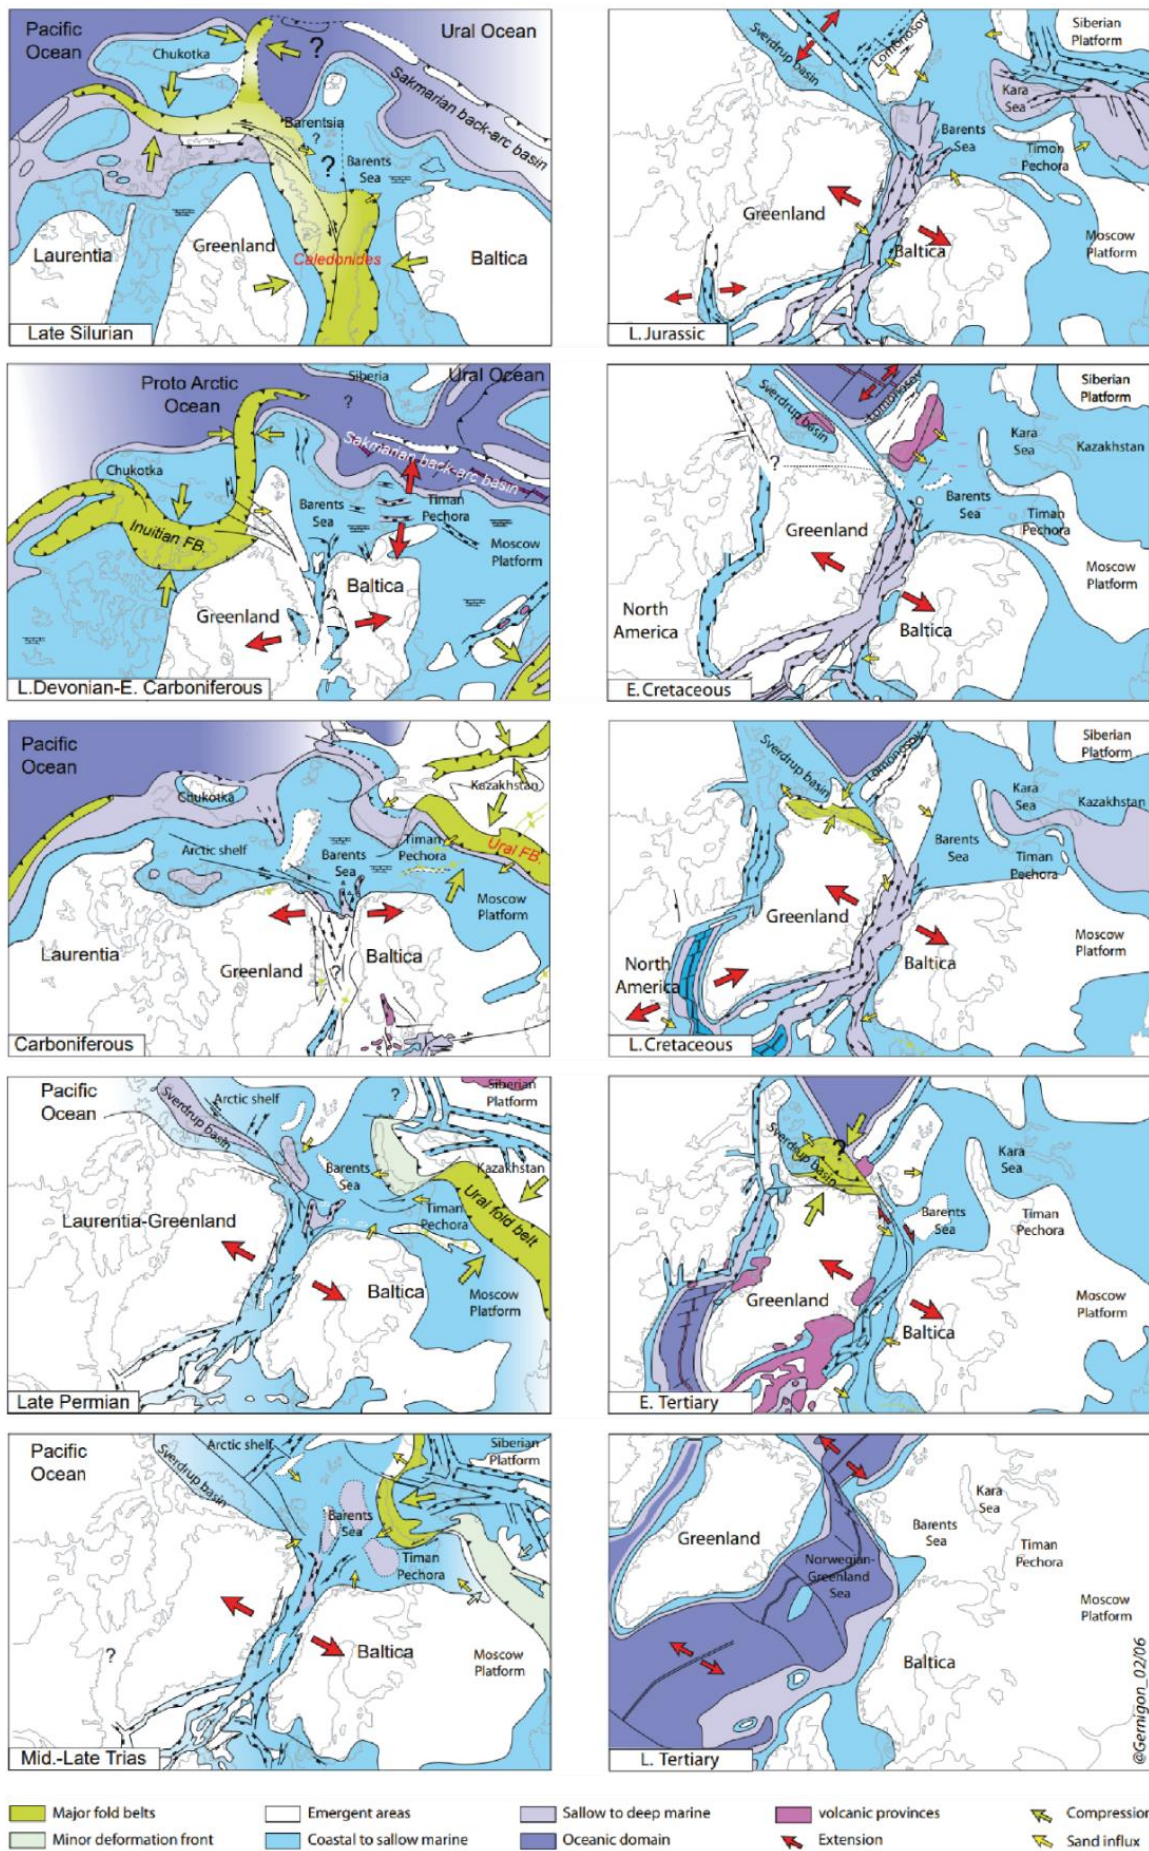 Pacific
Ocean
Chukotka
?
Ural Ocean
Sakmarian back-arc basin
Barentsia
?
?
Barents
Sea
Laurentia
Greenland
Caledonides
Baltica
Late Silurian
Proto Arctic
Ocean
Siberia
Ural Ocean
?
Chukotka
Sakmarian back-arc basin
Inuitian FB.
Barents
Sea
Timan
Pechora
Moscow
Platform
Baltica
Greenland
L.Devonian-E. Carboniferous
Pacific
Ocean
Chukotka
Kazakhstan
Arctic shelf
Barents
Sea
Timan
Pechora
Ural FB.
Moscow
Platform
Laurentia
Greenland
?
Baltica
Carboniferous
Pacific
Ocean
Arctic shelf
Sverdrup basin
?
Siberian
Platform
Barents
Sea
Kazakhstan
Ural fold belt
Timan
Pechora
Laurentia-Greenland
Baltica
Moscow
Platform
Late Permian
Pacific
Ocean
Arctic shelf
Sverdrup basin
Siberian
Platform
Barents
Sea
Timan
Pechora
?
Baltica
Moscow
Platform
Mid.-Late Trias
Sverdrup basin
Lomonosov
Siberian
Platform
Kara
Sea
Barents
Sea
Timon
Pechora
Greenland
Baltica
Moscow
Platform
L. Jurassic
Sverdrup basin
Lomonosov
Siberian
Platform
Kara
Sea
Kazakhstan
?
Barents
Sea
Timan
Pechora
Greenland
Moscow
Platform
North
America
Baltica
E. Cretaceous
Sverdrup basin
Lomonosov
Siberian
Platform
Kara
Sea
Kazakhstan
Barents
Sea
Timan
Pechora
Greenland
Moscow
Platform
North
America
Baltica
L. Cretaceous
Sverdrup basin
?
Kara
Sea
Barents
Sea
Timan
Pechora
Greenland
Moscow
Platform
Baltica
E. Tertiary
Kara
Sea
Greenland
Barents
Sea
Timan
Pechora
Norwegian-
Greenland
Sea
Moscow
Platform
Baltica
L. Tertiary
@Gernigon_02/06
Major fold belts
Emergent areas
Sallow to deep marine
volcanic provinces
Compression
Minor deformation front
Coastal to sallow marine
Oceanic domain
Extension
Sand influx